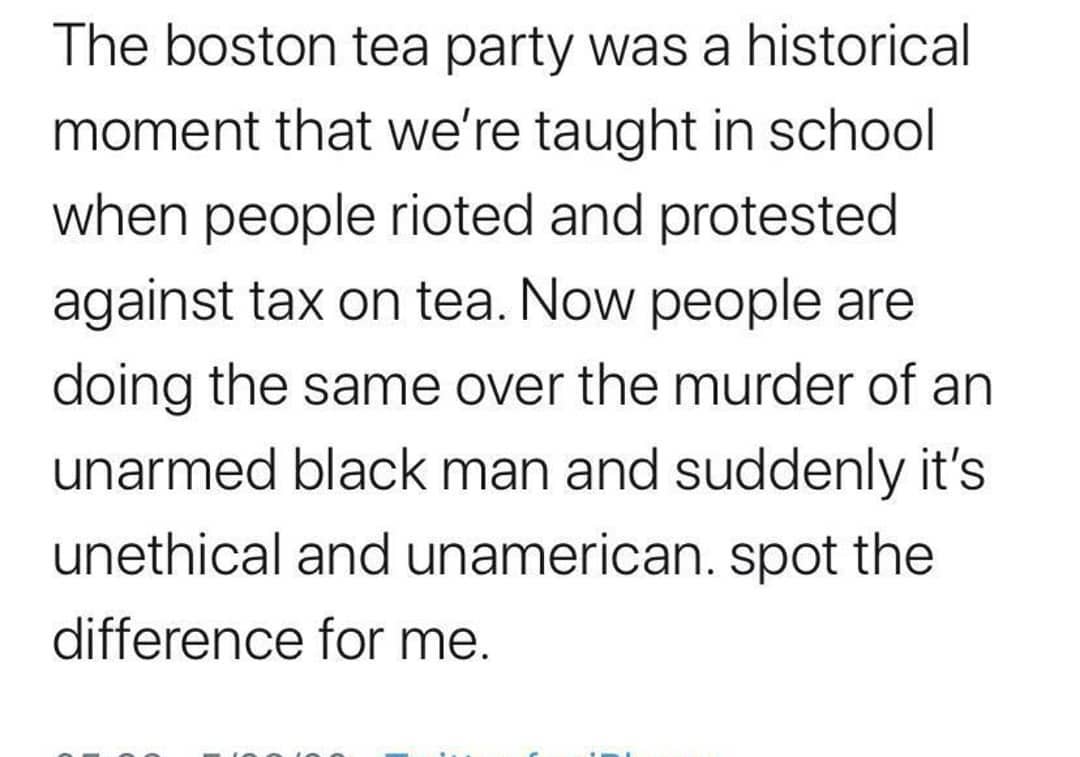 The boston tea party was a historical
moment that we're taught in school
when people rioted and protested
against tax on tea. Now people are
doing the same over the murder of an
unarmed black man and suddenly it's
unethical and unamerican. spot the
difference for me.